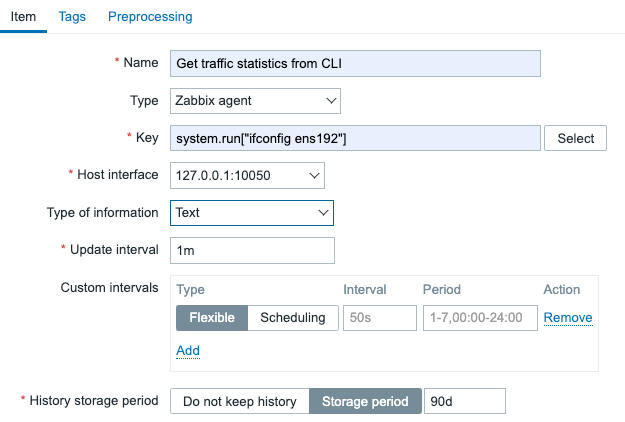 Item Tags Preprocessing
* Name Get traffic statistics from CLI
Type Zabbix agent
* Key system.run["ifconfig ens192"] Select
* Host interface 127.0.0.1:10050
Type of information Text
* Update interval 1m
Custom intervals Type Interval Period Action
Flexible Scheduling 50s 1-7,00:00-24:00 Remove
Add
* History storage period Do not keep history Storage period 90d